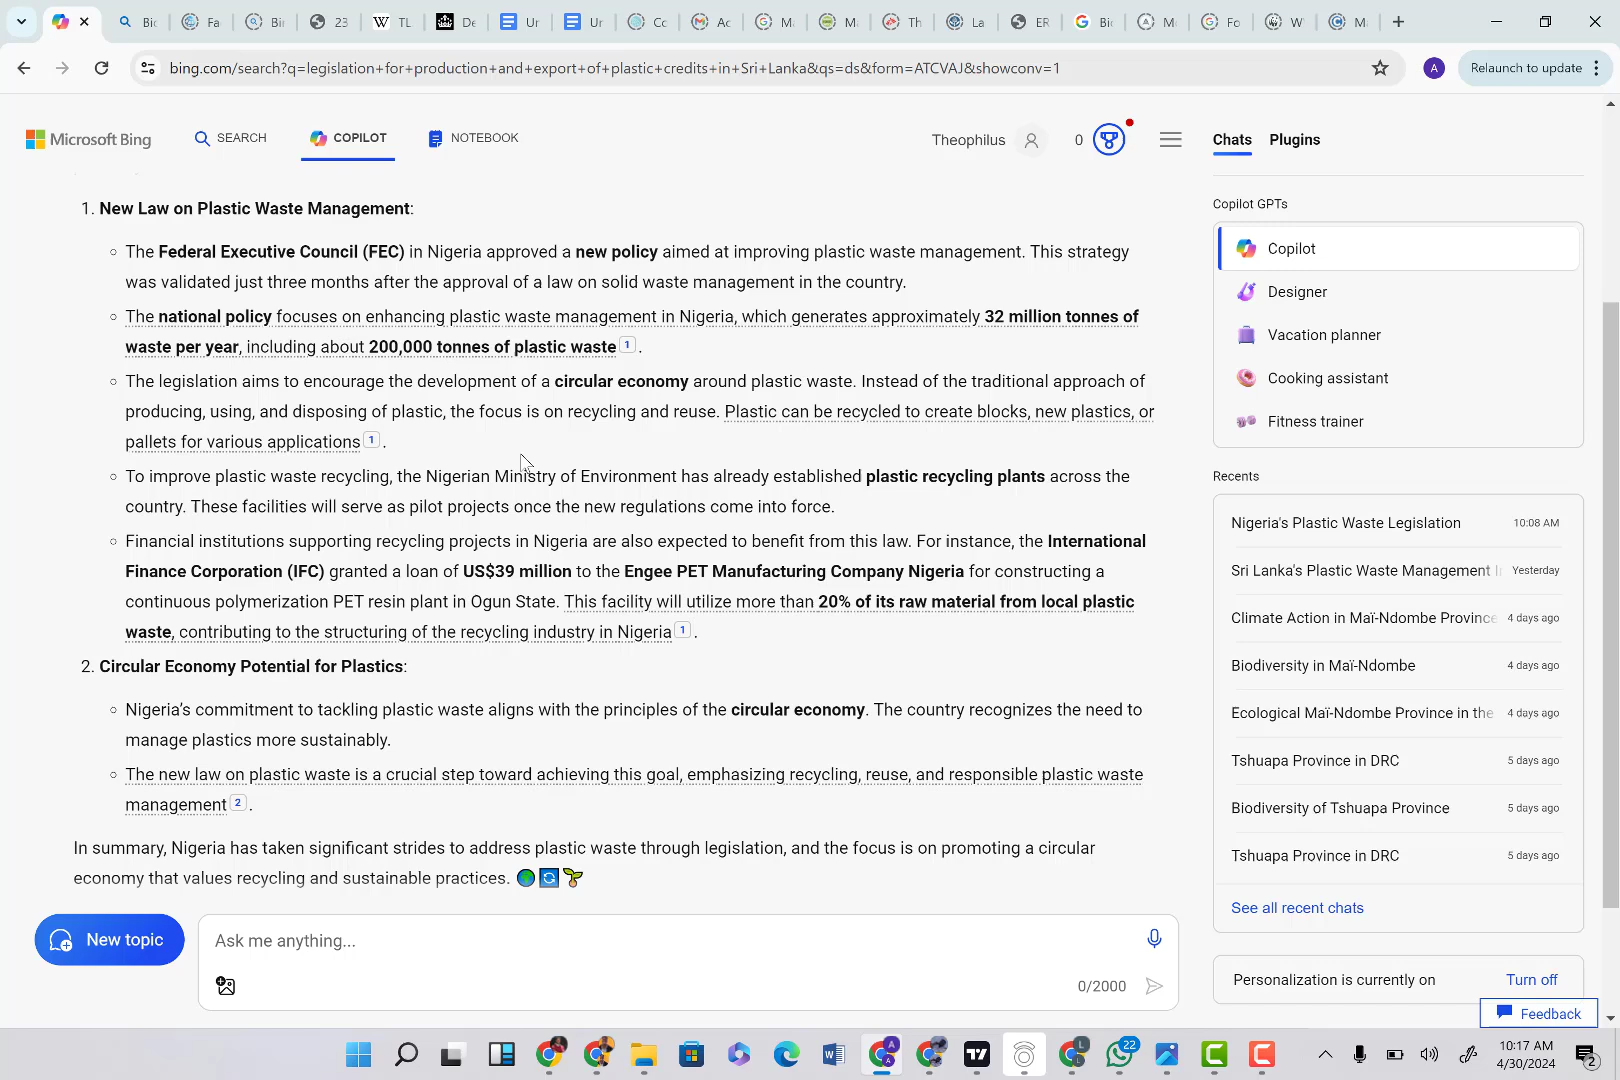 Bic
Fa
Bir
23
TL
De
Ur
Ur
Cc
Ac
Ma
Ma
Th
La
ER
Bic
Mc
Fo
W
M
bing.com/search?q=legislation+for+production+and+export+of+plastic+credits+in+Sri+Lanka&qs=ds&form=ATCVAJ&showconv=1
A
Relaunch to update
Microsoft Bing
SEARCH
COPILOT
NOTEBOOK
Theophilus
0
Chats Plugins
1. New Law on Plastic Waste Management:
The Federal Executive Council (FEC) in Nigeria approved a new policy aimed at improving plastic waste management. This strategy
was validated just three months after the approval of a law on solid waste management in the country.
The national policy focuses on enhancing plastic waste management in Nigeria, which generates approximately 32 million tonnes of
waste per year, including about 200,000 tonnes of plastic waste 1 .
The legislation aims to encourage the development of a circular economy around plastic waste. Instead of the traditional approach of
producing, using, and disposing of plastic, the focus is on recycling and reuse. Plastic can be recycled to create blocks, new plastics, or
pallets for various applications 1 .
To improve plastic waste recycling, the Nigerian Ministry of Environment has already established plastic recycling plants across the
country. These facilities will serve as pilot projects once the new regulations come into force.
Financial institutions supporting recycling projects in Nigeria are also expected to benefit from this law. For instance, the International
Finance Corporation (IFC) granted a loan of US$39 million to the Engee PET Manufacturing Company Nigeria for constructing a
continuous polymerization PET resin plant in Ogun State. This facility will utilize more than 20% of its raw material from local plastic
waste, contributing to the structuring of the recycling industry in Nigeria 1 .
2. Circular Economy Potential for Plastics:
Nigeria’s commitment to tackling plastic waste aligns with the principles of the circular economy. The country recognizes the need to
manage plastics more sustainably.
The new law on plastic waste is a crucial step toward achieving this goal, emphasizing recycling, reuse, and responsible plastic waste
management 2 .
In summary, Nigeria has taken significant strides to address plastic waste through legislation, and the focus is on promoting a circular
economy that values recycling and sustainable practices. 🌍🔄🌱
New topic
Ask me anything...
0/2000
Copilot GPTs
Copilot
Designer
Vacation planner
Cooking assistant
Fitness trainer
Recents
Nigeria's Plastic Waste Legislation 10:08 AM
Sri Lanka's Plastic Waste Management Yesterday
Climate Action in Maï-Ndombe Province 4 days ago
Biodiversity in Maï-Ndombe 4 days ago
Ecological Maï-Ndombe Province in the 4 days ago
Tshuapa Province in DRC 5 days ago
Biodiversity of Tshuapa Province 5 days ago
Tshuapa Province in DRC 5 days ago
See all recent chats
Personalization is currently on Turn off
Feedback
A
L
22
10:17 AM
4/30/2024
2